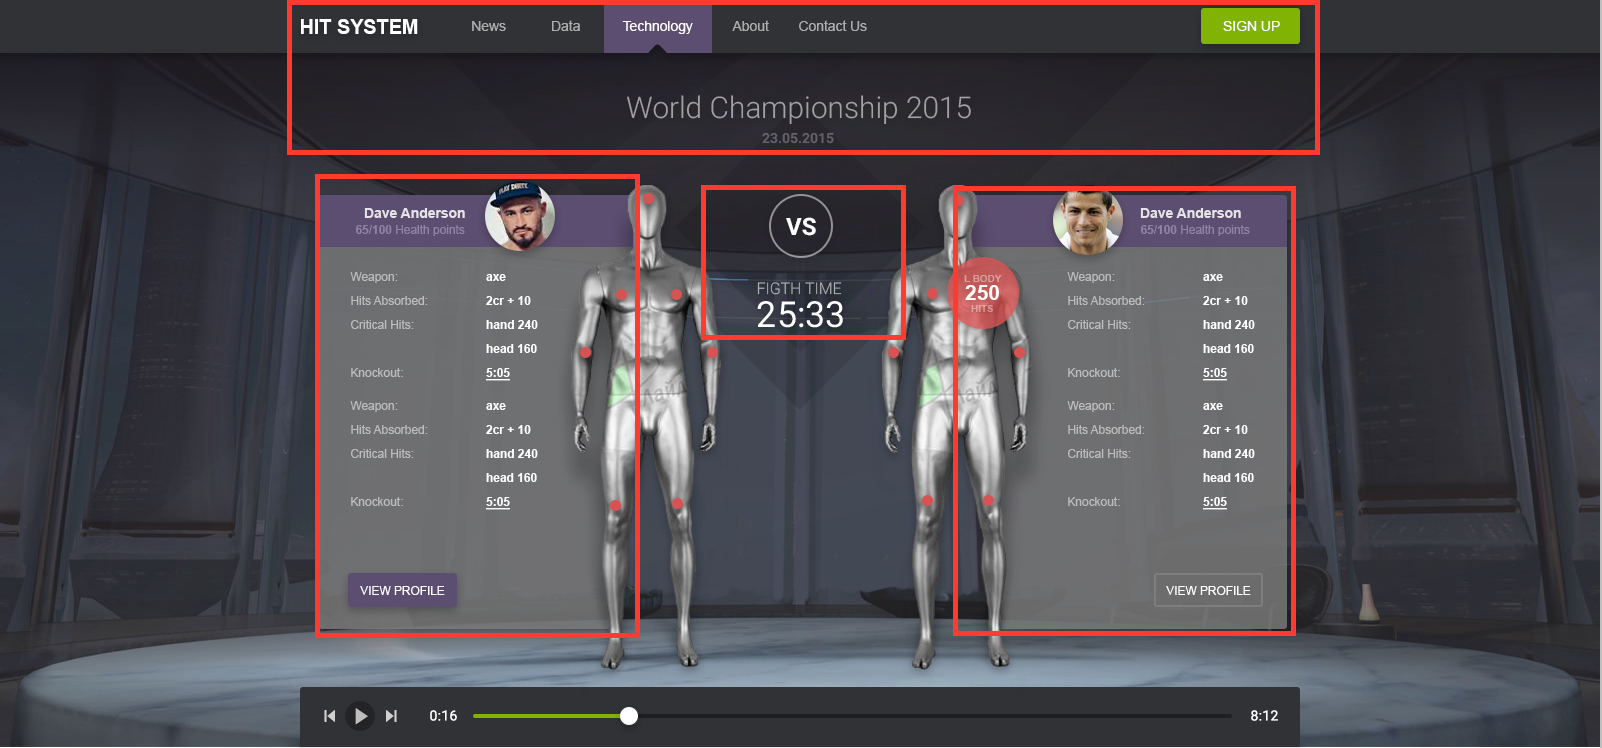 HIT SYSTEM News Data Technology About Contact Us SIGN UP
World Championship 2015
23.05.2015
PLAY DIRTY
Dave Anderson
65/100 Health points
Weapon: axe
Hits Absorbed: 2cr + 10
Critical Hits: hand 240
head 160
Knockout: 5:05
Weapon: axe
Hits Absorbed: 2cr + 10
Critical Hits: hand 240
head 160
Knockout: 5:05
VIEW PROFILE
VS
FIGTH TIME
25:33
L BODY
250
HITS
Dave Anderson
65/100 Health points
Weapon: axe
Hits Absorbed: 2cr + 10
Critical Hits: hand 240
head 160
Knockout: 5:05
Weapon: axe
Hits Absorbed: 2cr + 10
Critical Hits: hand 240
head 160
Knockout: 5:05
VIEW PROFILE
0:16 8:12